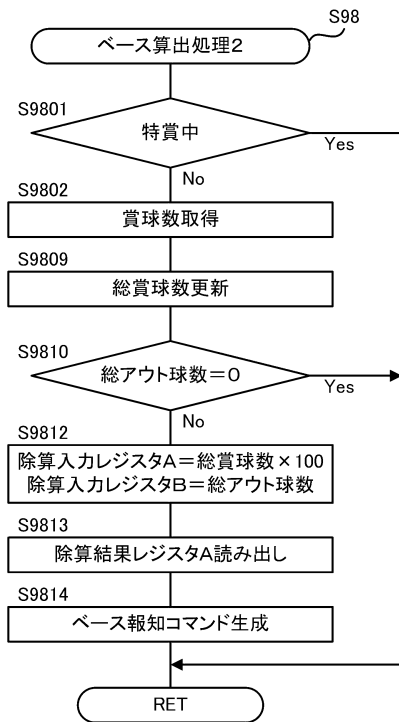 S98
ベース算出処理2
S9801
特賞中
Yes
No
S9802
賞球数取得
S9809
総賞球数更新
S9810
総アウト球数＝0
Yes
No
S9812
除算入力レジスタA＝総賞球数×100
除算入力レジスタB＝総アウト球数
S9813
除算結果レジスタA読み出し
S9814
ベース報知コマンド生成
RET